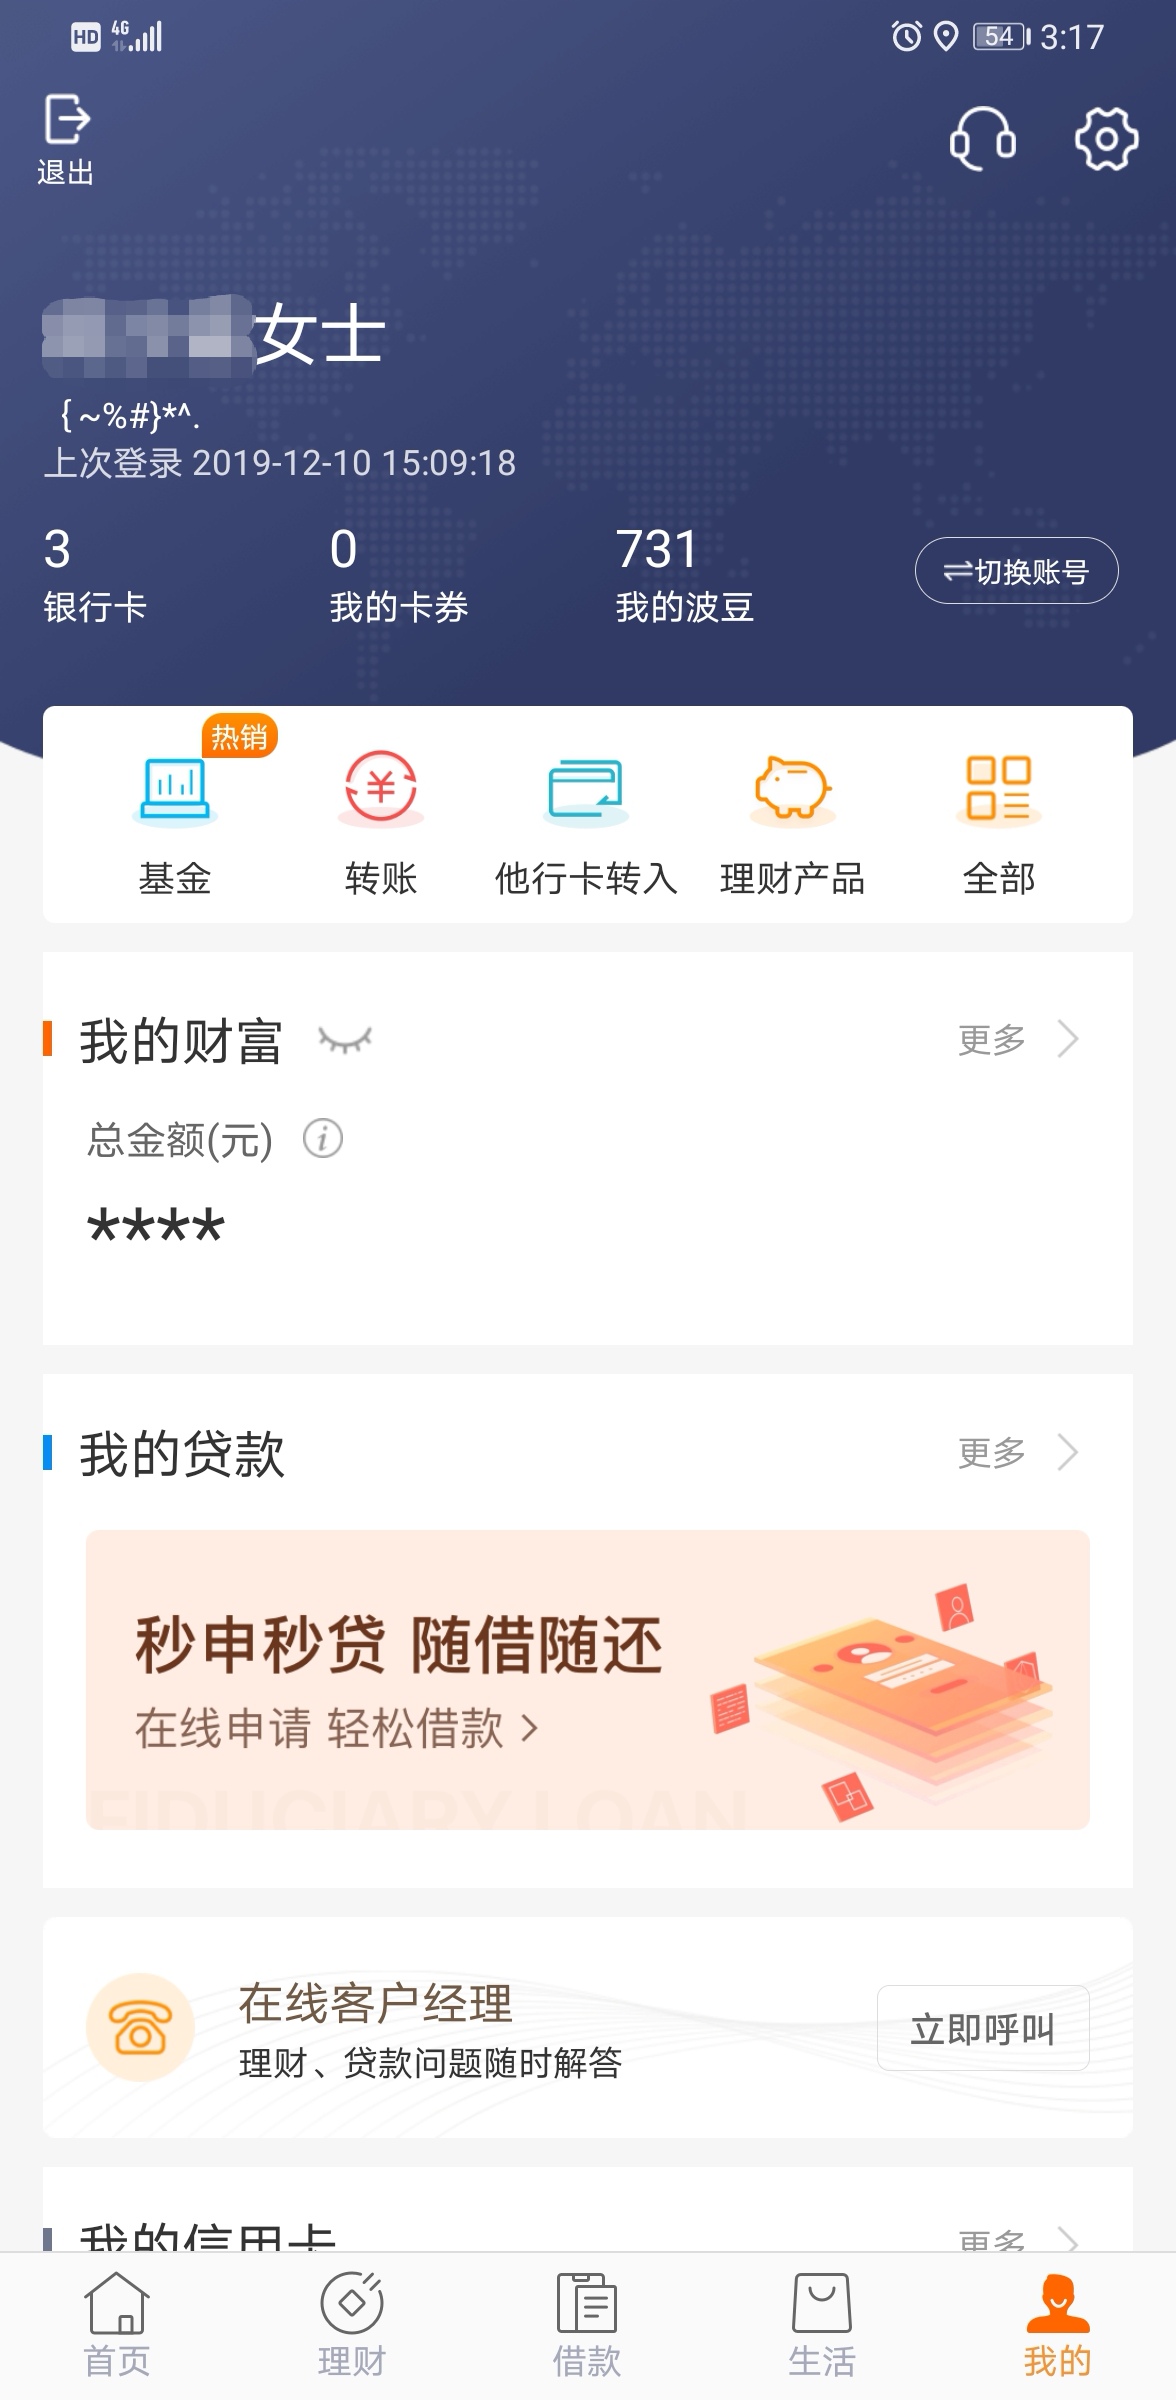 HD 4G 54 3:17
退出
女士
{ ~%#}*^.
上次登录 2019-12-10 15:09:18
3 0 731
银行卡 我的卡券 我的波豆 切换账号
热销
基金 转账 他行卡转入 理财产品 全部
我的财富 更多
总金额(元) i
****
我的贷款 更多
秒申秒贷 随借随还
在线申请 轻松借款 >
FIDUCIARY LOAN
在线客户经理
理财、贷款问题随时解答
立即呼叫
我的信用卡 更多
首页 理财 借款 生活 我的